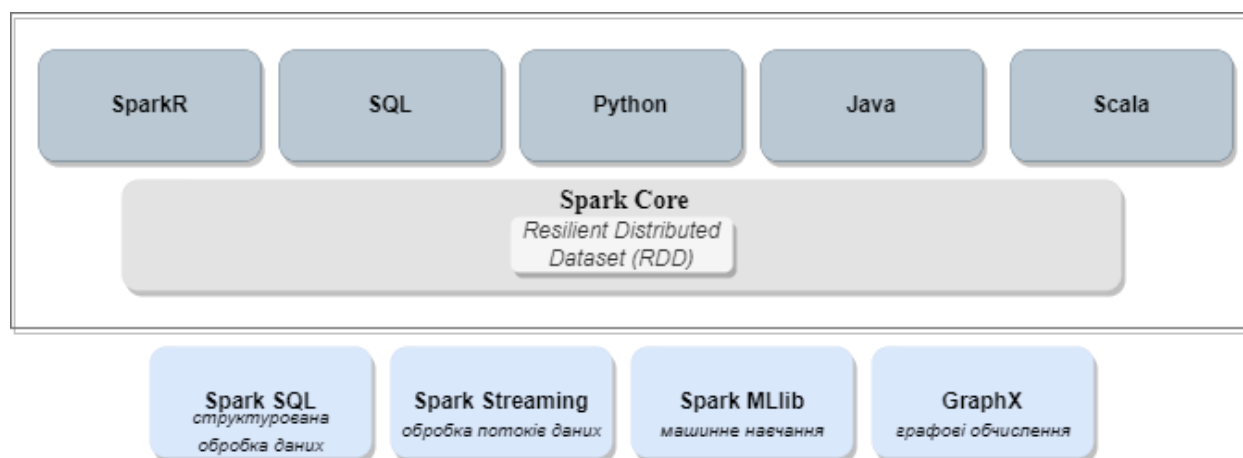 SparkR
SQL
Python
Java
Scala
Spark Core
Resilient Distributed
Dataset (RDD)
Spark SQL
структурована
обробка даних
Spark Streaming
обробка потоків даних
Spark MLlib
машинне навчання
GraphX
графові обчислення